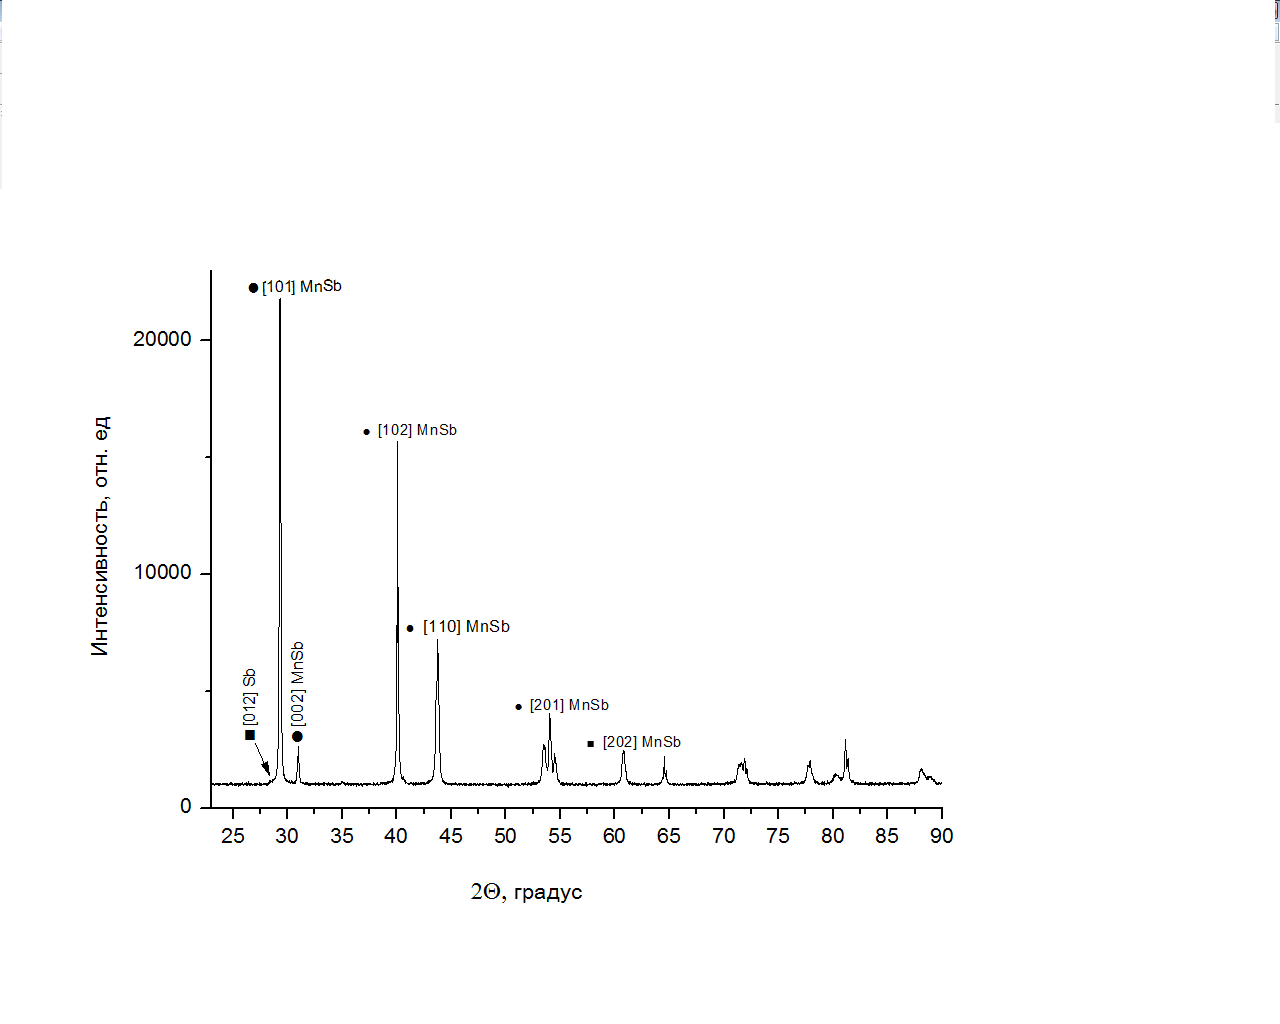 ● [101] MnSb
20000
● [102] MnSb
10000
● [110] MnSb
Интенсивность, отн. ед
■ [012] Sb
● [002] MnSb
● [201] MnSb
■ [202] MnSb
0
25 30 35 40 45 50 55 60 65 70 75 80 85 90
2Θ, градус